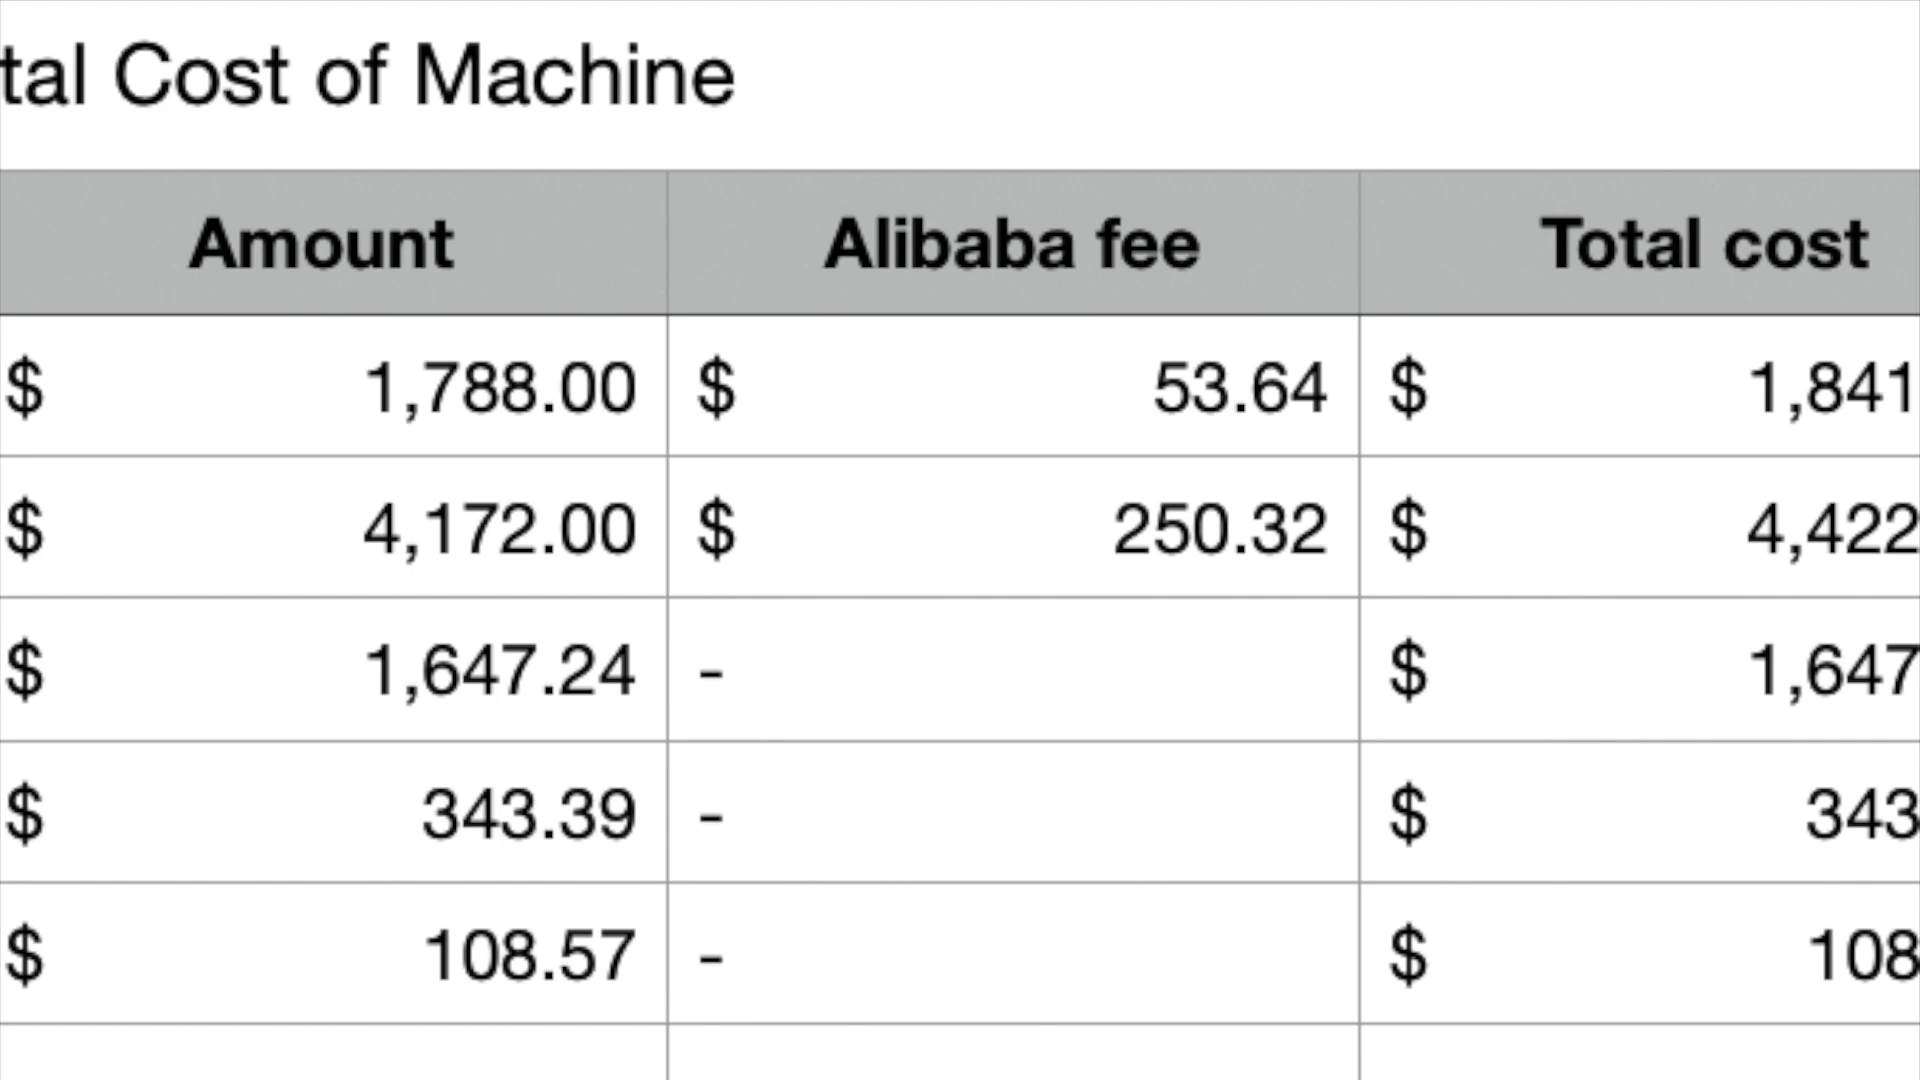 tal Cost of Machine
Amount Alibaba fee Total cost
$ 1,788.00 $ 53.64 $ 1,841
$ 4,172.00 $ 250.32 $ 4,422
$ 1,647.24 - $ 1,647
$ 343.39 - $ 343
$ 108.57 - $ 108